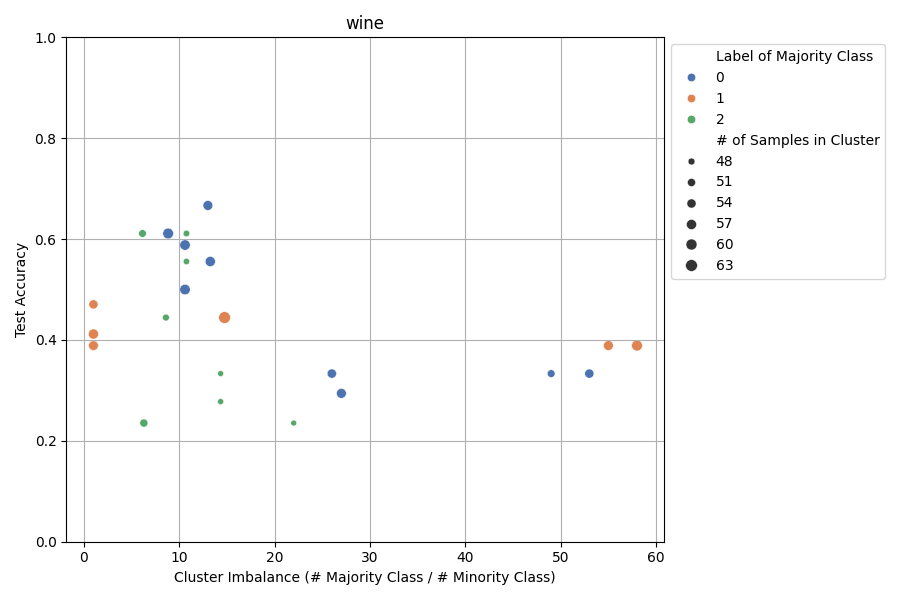 wine
1.0
0.8
0.6
0.4
0.2
0.0
Test Accuracy
0 10 20 30 40 50 60
Cluster Imbalance (# Majority Class / # Minority Class)
Label of Majority Class
0
1
2
# of Samples in Cluster
48
51
54
57
60
63